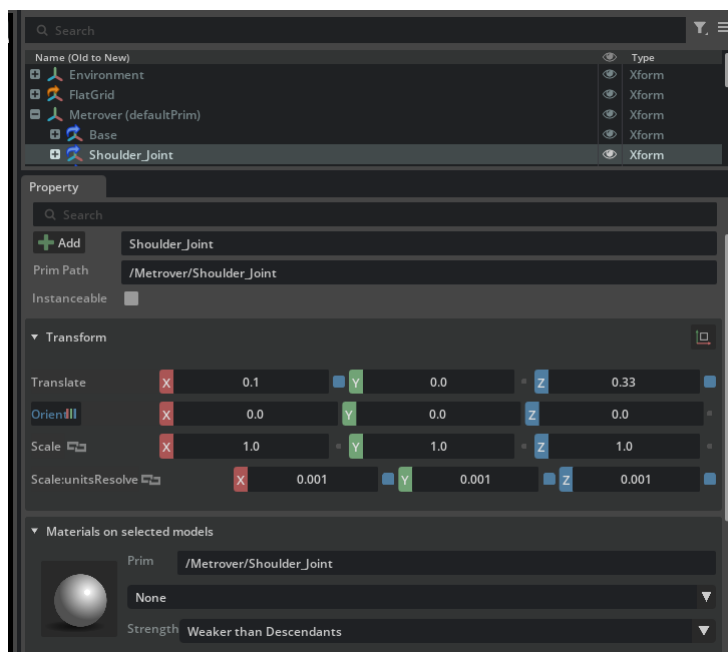 Search
Name (Old to New) Type
Environment Xform
FlatGrid Xform
Metrover (defaultPrim) Xform
Base Xform
Shoulder_Joint Xform
Property
Search
Add Shoulder_Joint
Prim Path /Metrover/Shoulder_Joint
Instanceable
Transform
Translate X 0.1 Y 0.0 Z 0.33
Orient X 0.0 Y 0.0 Z 0.0
Scale X 1.0 Y 1.0 Z 1.0
Scale:unitsResolve X 0.001 Y 0.001 Z 0.001
Materials on selected models
Prim /Metrover/Shoulder_Joint
None
Strength Weaker than Descendants